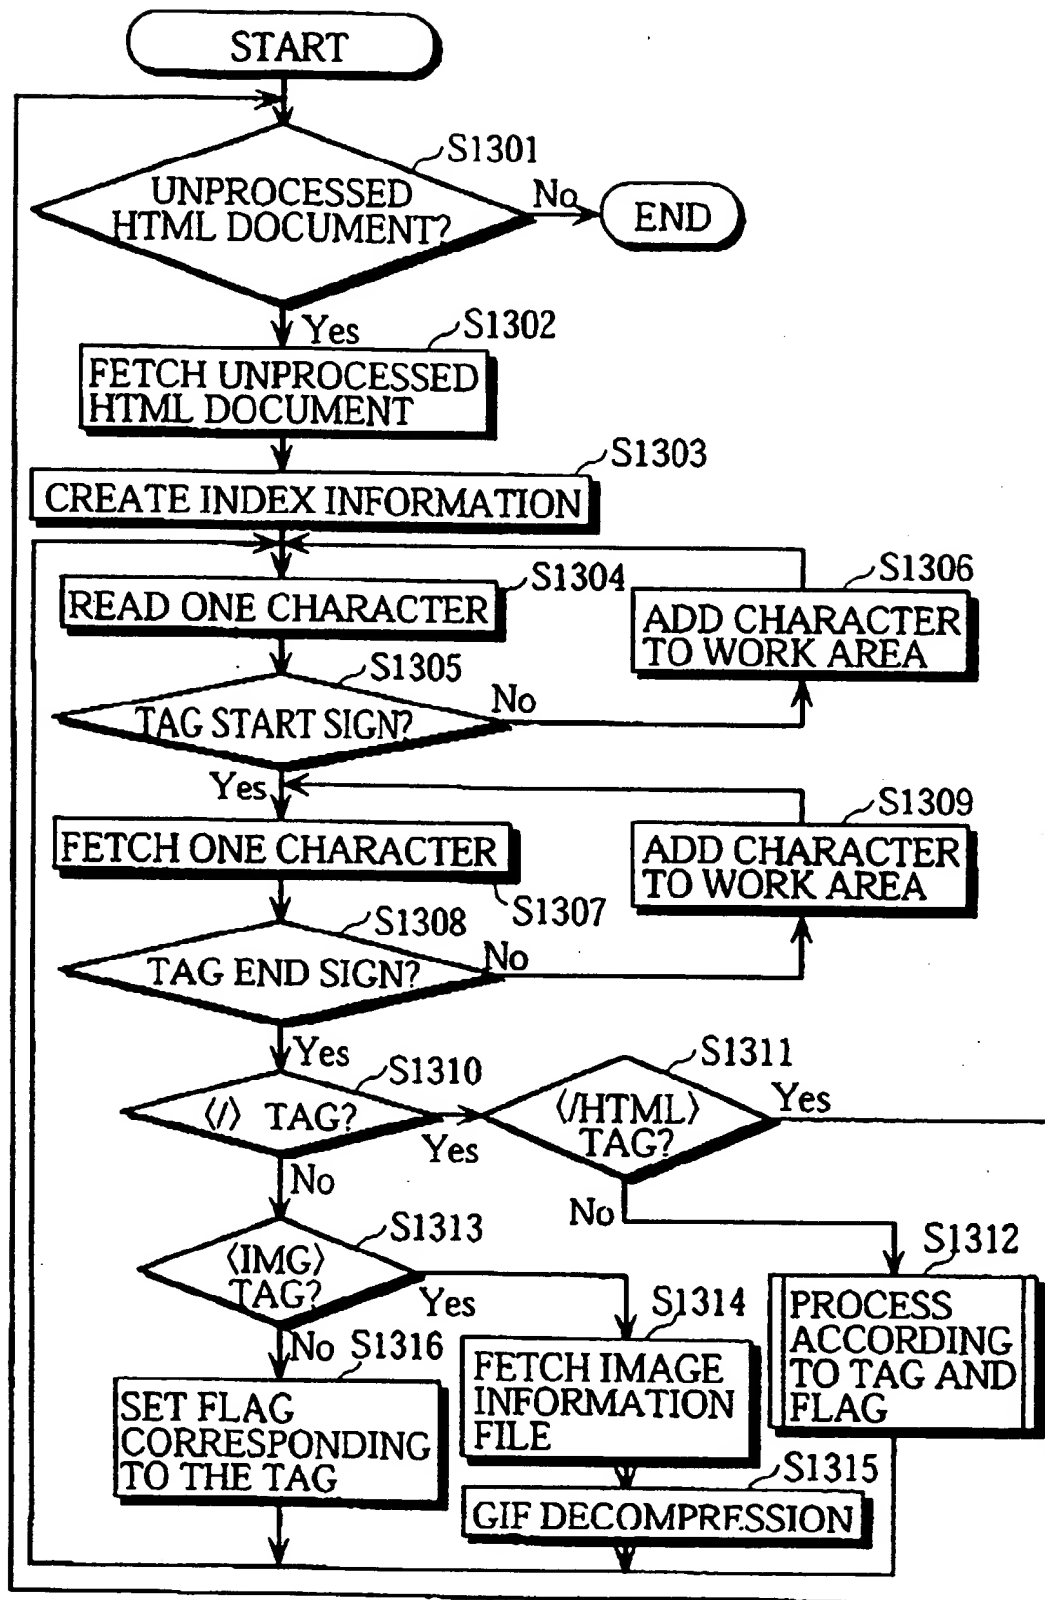 START
S1301
UNPROCESSED
HTML DOCUMENT?
No
END
Yes
S1302
FETCH UNPROCESSED
HTML DOCUMENT
S1303
CREATE INDEX INFORMATION
S1304
READ ONE CHARACTER
S1306
ADD CHARACTER
TO WORK AREA
S1305
TAG START SIGN?
No
Yes
FETCH ONE CHARACTER
S1307
S1309
ADD CHARACTER
TO WORK AREA
S1308
TAG END SIGN?
No
Yes
S1310
〈/〉 TAG?
Yes
No
S1311
〈/HTML〉
TAG?
Yes
No
S1312
PROCESS
ACCORDING
TO TAG AND
FLAG
S1313
〈IMG〉
TAG?
Yes
No
S1314
FETCH IMAGE
INFORMATION
FILE
S1315
GIF DECOMPRESSION
S1316
SET FLAG
CORRESPONDING
TO THE TAG